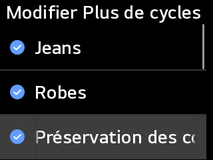 Modifier Plus de cycles
Jeans
Robes
Préservation des